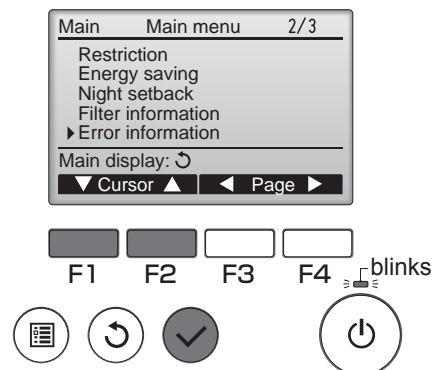 Main Main menu 2/3
Restriction
Energy saving
Night setback
Filter information
▶Error information
Main display: ↺
▼ Cursor ▲ ◀ Page ▶
F1 F2 F3 F4 blinks